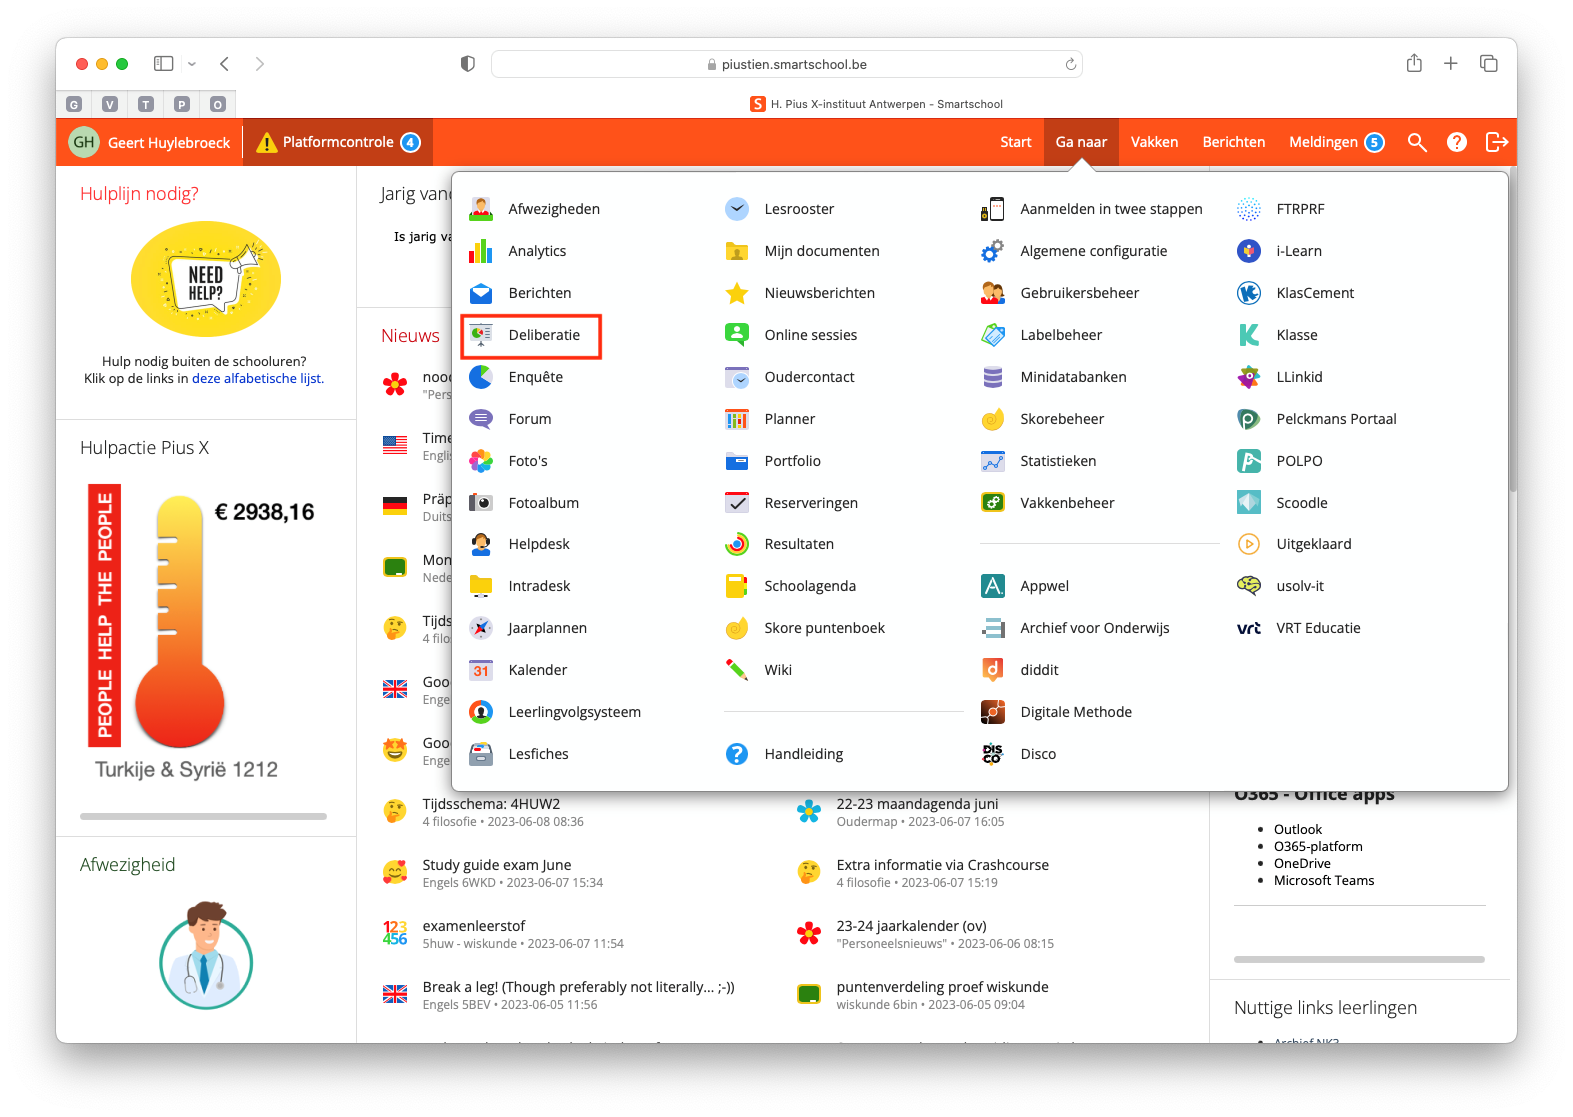 piustien.smartschool.be
G
V
T
P
O
S H. Pius X-instituut Antwerpen - Smartschool
GH Geert Huylebroeck
Platformcontrole 4
Start
Ga naar
Vakken
Berichten
Meldingen 5
Hulplijn nodig?
NEED
HELP?
Hulp nodig buiten de schooluren?
Klik op de links in deze alfabetische lijst.
Hulpactie Pius X
PEOPLE HELP THE PEOPLE
€ 2938,16
Turkije & Syrië 1212
Afwezigheid
Jarig van
Is jarig va
Nieuws
nood
"Pers
Time
Engli
Präp
Duits
Mon
Nede
Tijds
4 filo
Goo
Enge
Goo
Enge
Afwezigheden
Analytics
Berichten
Deliberatie
Enquête
Forum
Foto's
Fotoalbum
Helpdesk
Intradesk
Jaarplannen
31 Kalender
Leerlingvolgsysteem
Lesfiches
Lesrooster
Mijn documenten
Nieuwsberichten
Online sessies
Oudercontact
Planner
Portfolio
Reserveringen
Resultaten
Schoolagenda
Skore puntenboek
Wiki
Handleiding
Aanmelden in twee stappen
Algemene configuratie
Gebruikersbeheer
Labelbeheer
Minidatabanken
Skorebeheer
Statistieken
Vakkenbeheer
A. Appwel
Archief voor Onderwijs
d diddit
Digitale Methode
DISCO Disco
FTRPRF
i-Learn
KlasCement
Klasse
LLinkid
Pelckmans Portaal
POLPO
Scoodle
Uitgeklaard
usolv-it
vrt VRT Educatie
Tijdsschema: 4HUW2
4 filosofie • 2023-06-08 08:36
22-23 maandagenda juni
Oudermap • 2023-06-07 16:05
Study guide exam June
Engels 6WKD • 2023-06-07 15:34
Extra informatie via Crashcourse
4 filosofie • 2023-06-07 15:19
123
456
examenleerstof
5huw - wiskunde • 2023-06-07 11:54
23-24 jaarkalender (ov)
"Personeelsnieuws" • 2023-06-06 08:15
Break a leg! (Though preferably not literally... ;-))
Engels 5BEV • 2023-06-05 11:56
puntenverdeling proef wiskunde
wiskunde 6bin • 2023-06-05 09:04
O365 - Office apps
Outlook
O365-platform
OneDrive
Microsoft Teams
Nuttige links leerlingen
Archief NK3